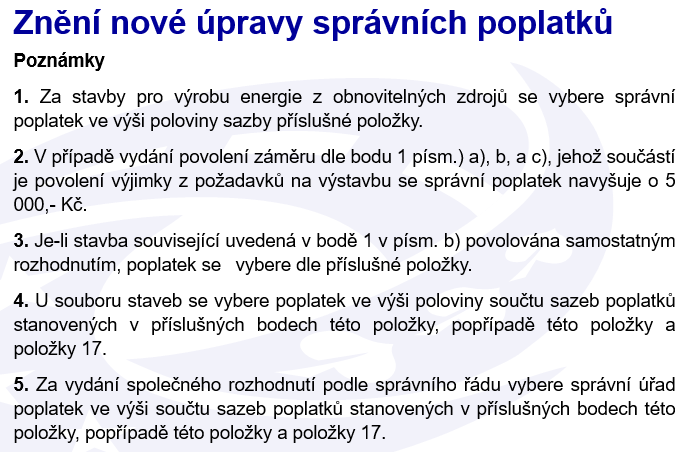 Znění nové úpravy správních poplatků
Poznámky
1. Za stavby pro výrobu energie z obnovitelných zdrojů se vybere správní
poplatek ve výši poloviny sazby příslušné položky.
2. V případě vydání povolení záměru dle bodu 1 písm.) a), b, a c), jehož součástí
je povolení výjimky z požadavků na výstavbu se správní poplatek navyšuje o 5
000,- Kč.
3. Je-li stavba související uvedená v bodě 1 v písm. b) povolována samostatným
rozhodnutím, poplatek se vybere dle příslušné položky.
4. U souboru staveb se vybere poplatek ve výši poloviny součtu sazeb poplatků
stanovených v příslušných bodech této položky, popřípadě této položky a
položky 17.
5. Za vydání společného rozhodnutí podle správního řádu vybere správní úřad
poplatek ve výši součtu sazeb poplatků stanovených v příslušných bodech této
položky, popřípadě této položky a položky 17.